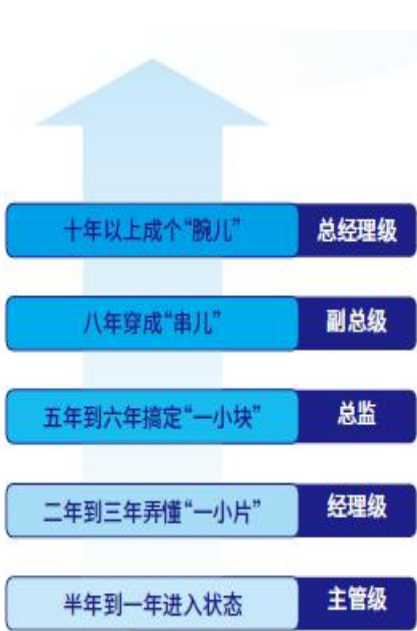 十年以上成个“腕儿” 总经理级
八年穿成“串儿” 副总级
五年到六年搞定“一小块” 总监
二年到三年弄懂“一小片” 经理级
半年到一年进入状态 主管级